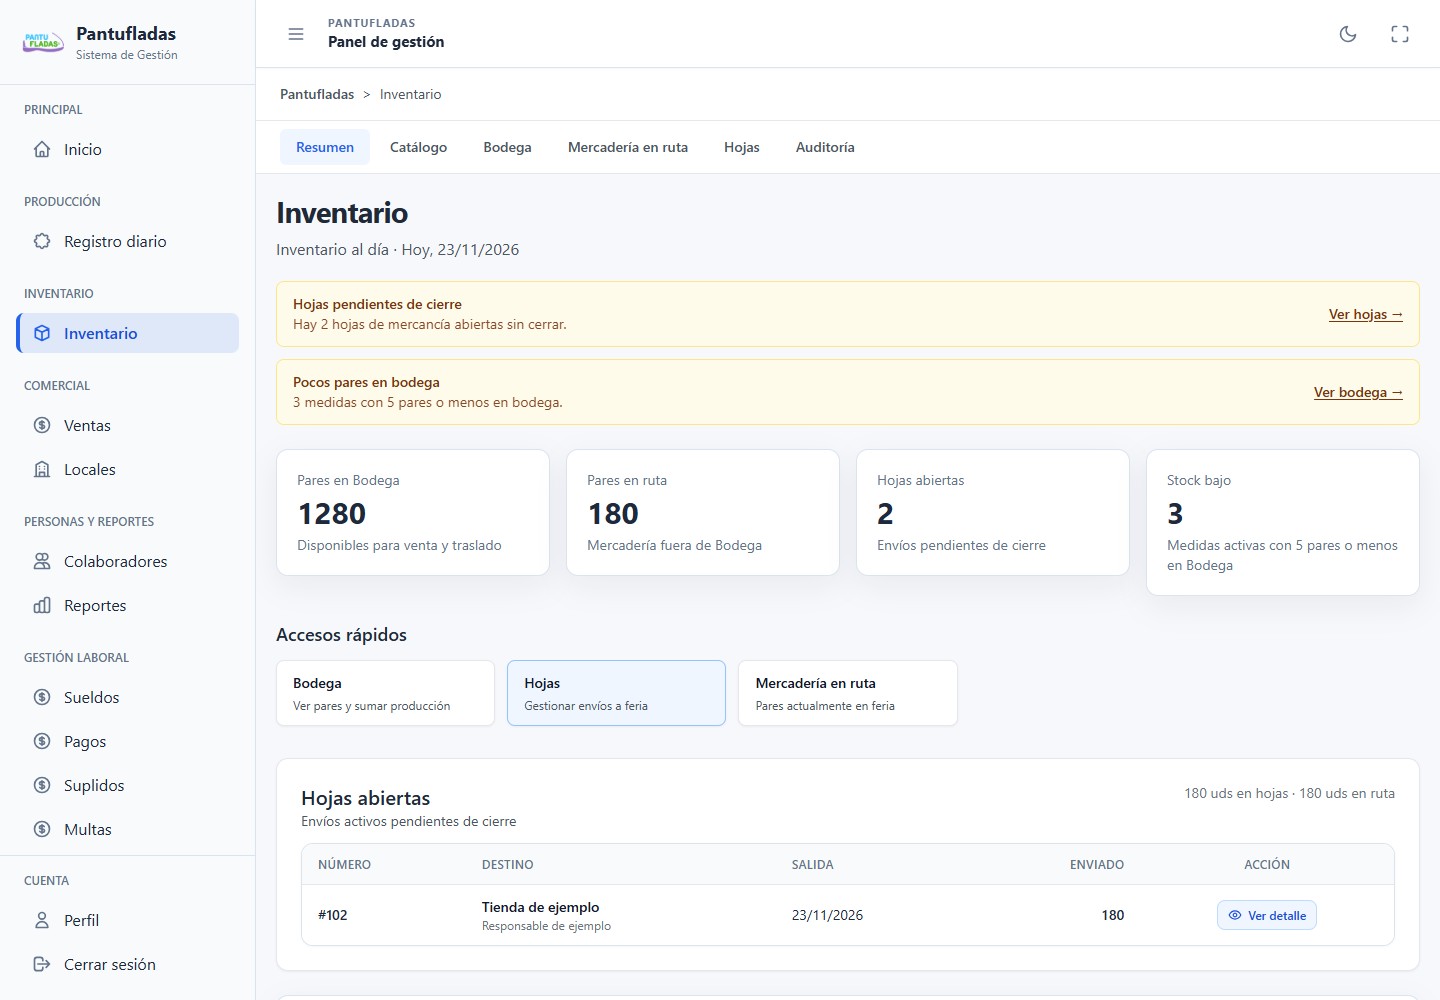 PANTU
FLADAS
Pantufladas
Sistema de Gestión
PRINCIPAL
Inicio
PRODUCCIÓN
Registro diario
INVENTARIO
Inventario
COMERCIAL
Ventas
Locales
PERSONAS Y REPORTES
Colaboradores
Reportes
GESTIÓN LABORAL
Sueldos
Pagos
Suplidos
Multas
CUENTA
Perfil
Cerrar sesión
PANTUFLADAS
Panel de gestión
Pantufladas > Inventario
Resumen Catálogo Bodega Mercadería en ruta Hojas Auditoría
Inventario
Inventario al día · Hoy, 23/11/2026
Hojas pendientes de cierre
Hay 2 hojas de mercancía abiertas sin cerrar.
Ver hojas →
Pocos pares en bodega
3 medidas con 5 pares o menos en bodega.
Ver bodega →
Pares en Bodega
1280
Disponibles para venta y traslado
Pares en ruta
180
Mercadería fuera de Bodega
Hojas abiertas
2
Envíos pendientes de cierre
Stock bajo
3
Medidas activas con 5 pares o menos
en Bodega
Accesos rápidos
Bodega
Ver pares y sumar producción
Hojas
Gestionar envíos a feria
Mercadería en ruta
Pares actualmente en feria
Hojas abiertas
Envíos activos pendientes de cierre
180 uds en hojas · 180 uds en ruta
NÚMERO DESTINO SALIDA ENVIADO ACCIÓN
#102 Tienda de ejemplo 23/11/2026 180 Ver detalle
Responsable de ejemplo